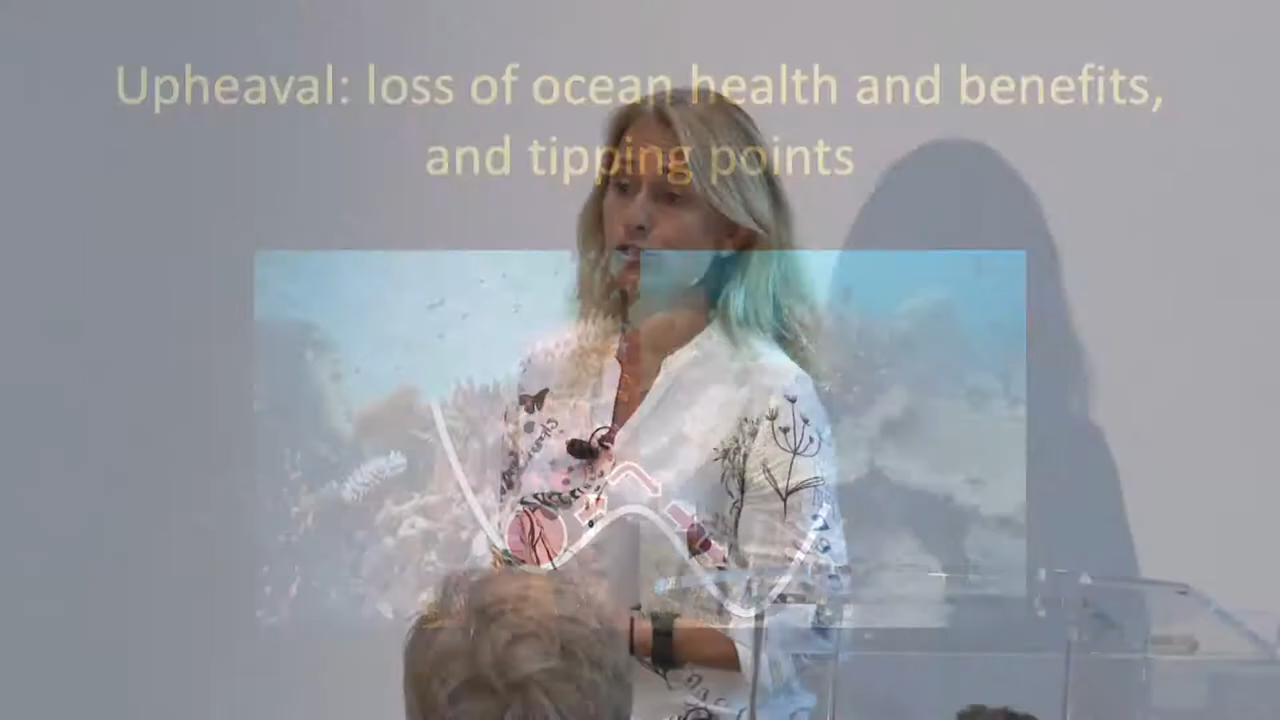 Upheaval: loss of ocean health and benefits,
and tipping points